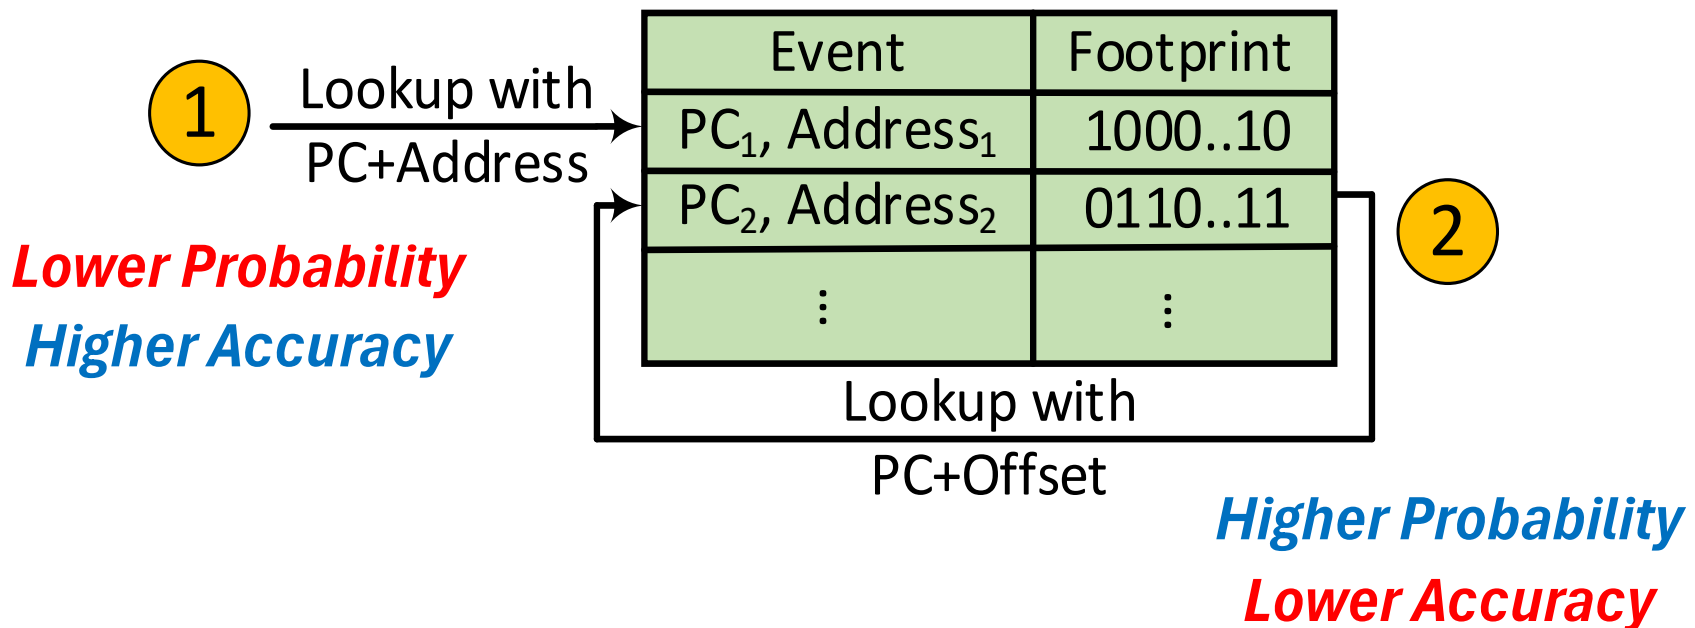 1
Lookup with
PC+Address
Lower Probability
Higher Accuracy
Event Footprint
PC₁, Address₁ 1000..10
PC₂, Address₂ 0110..11
⋮ ⋮
2
Lookup with
PC+Offset
Higher Probability
Lower Accuracy